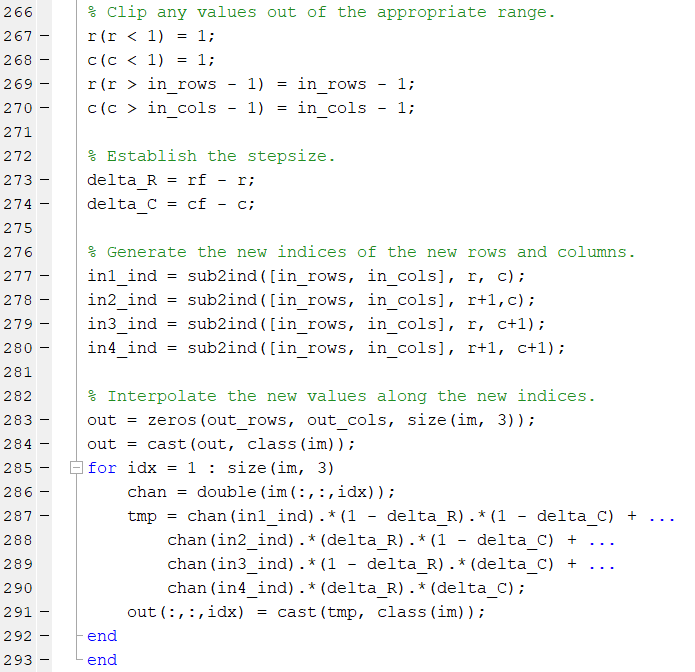 266 % Clip any values out of the appropriate range.
267 – r(r < 1) = 1;
268 – c(c < 1) = 1;
269 – r(r > in_rows - 1) = in_rows - 1;
270 – c(c > in_cols - 1) = in_cols - 1;
271
272 % Establish the stepsize.
273 – delta_R = rf - r;
274 – delta_C = cf - c;
275
276 % Generate the new indices of the new rows and columns.
277 – in1_ind = sub2ind([in_rows, in_cols], r, c);
278 – in2_ind = sub2ind([in_rows, in_cols], r+1,c);
279 – in3_ind = sub2ind([in_rows, in_cols], r, c+1);
280 – in4_ind = sub2ind([in_rows, in_cols], r+1, c+1);
281
282 % Interpolate the new values along the new indices.
283 – out = zeros(out_rows, out_cols, size(im, 3));
284 – out = cast(out, class(im));
285 – for idx = 1 : size(im, 3)
286 – chan = double(im(:,:,idx));
287 – tmp = chan(in1_ind).*(1 - delta_R).*(1 - delta_C) + ...
288 chan(in2_ind).*(delta_R).*(1 - delta_C) + ...
289 chan(in3_ind).*(1 - delta_R).*(delta_C) + ...
290 chan(in4_ind).*(delta_R).*(delta_C);
291 – out(:,:,idx) = cast(tmp, class(im));
292 – end
293 – end